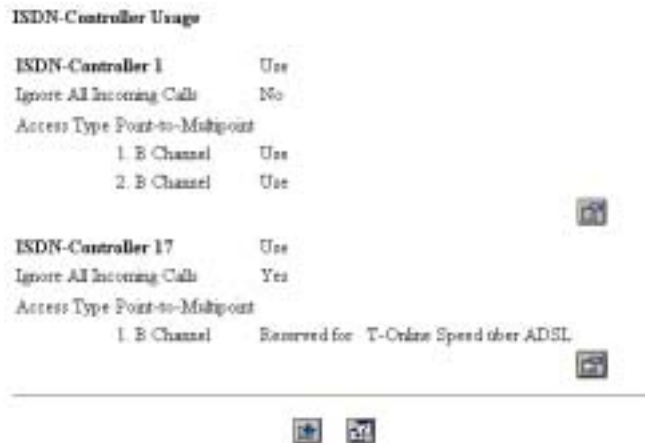 ISDN-Controller Usage
ISDN-Controller 1 Use
Ignore All Incoming Calls No
Access Type Point-to-Multipoint
1. B Channel Use
2. B Channel Use
ISDN-Controller 17 Use
Ignore All Incoming Calls Yes
Access Type Point-to-Multipoint
1. B Channel Reserved for T-Online Speed über ADSL